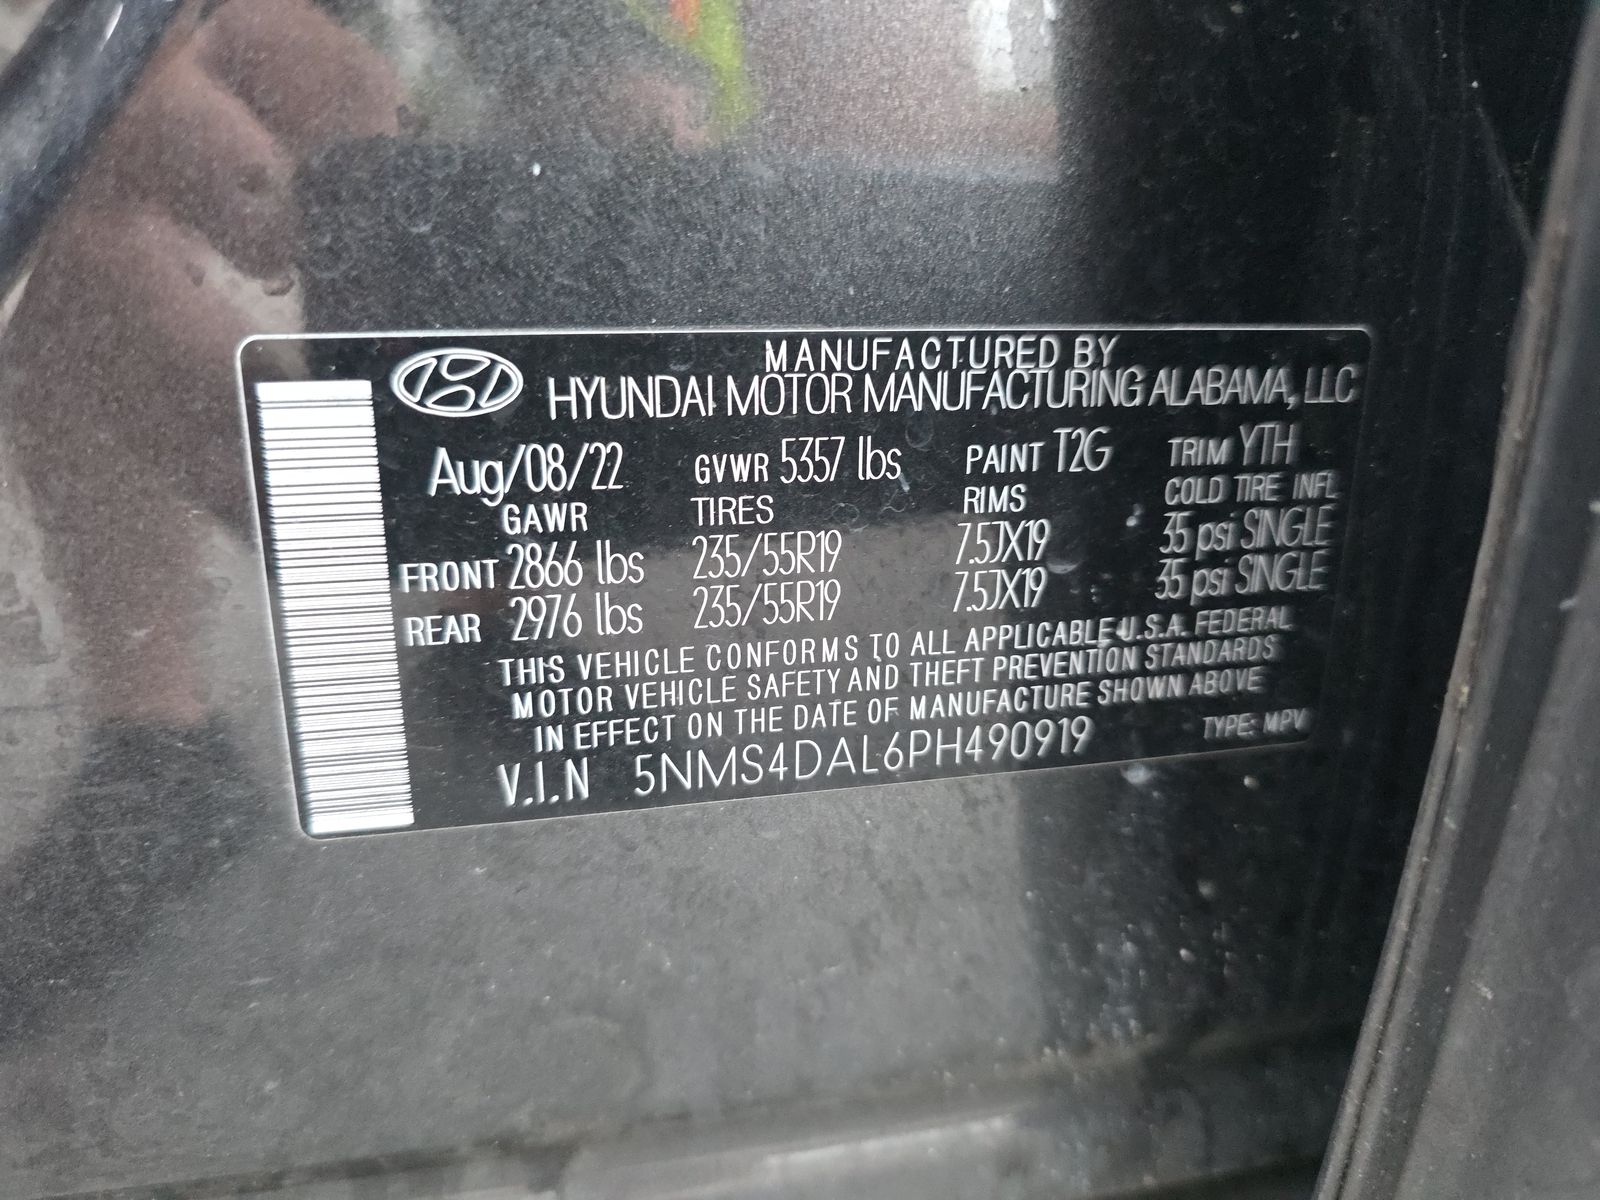 MANUFACTURED BY
HYUNDAI MOTOR MANUFACTURING ALABAMA, LLC
Aug/08/22 GVWR 5357 lbs PAINT T2G TRIM YTH
GAWR TIRES RIMS COLD TIRE INFL
FRONT 2866 lbs 235/55R19 7.5JX19 35 psi SINGLE
REAR 2976 lbs 235/55R19 7.5JX19 35 psi SINGLE
THIS VEHICLE CONFORMS TO ALL APPLICABLE U.S.A. FEDERAL
MOTOR VEHICLE SAFETY AND THEFT PREVENTION STANDARDS
IN EFFECT ON THE DATE OF MANUFACTURE SHOWN ABOVE
V.I.N 5NMS4DAL6PH490919 TYPE: MPV